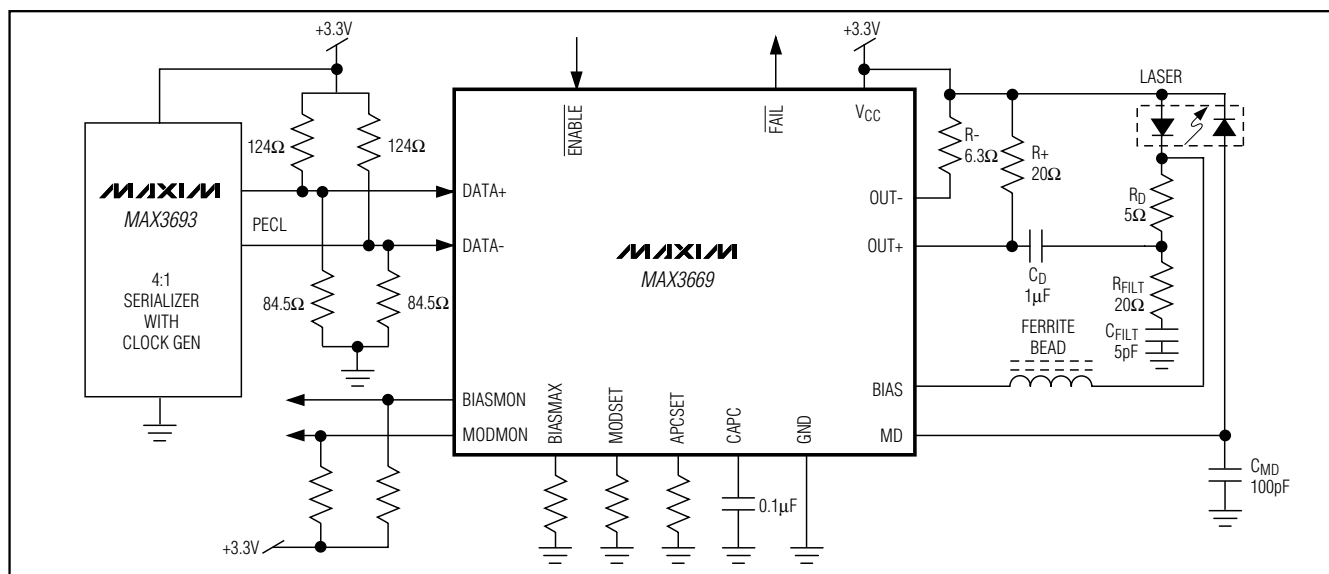 +3.3V
+3.3V
LASER
124Ω
124Ω
ENABLE
FAIL
VCC
R-
6.3Ω
R+
20Ω
MAXIM
MAX3693
PECL
4:1
SERIALIZER
WITH
CLOCK GEN
DATA+
DATA-
84.5Ω
84.5Ω
MAXIM
MAX3669
OUT-
OUT+
RD
5Ω
CD
1μF
RFILT
20Ω
CFILT
5pF
FERRITE
BEAD
BIASMON
MODMON
BIASMAX
MODSET
APCSET
CAPC
GND
BIAS
MD
0.1μF
CMD
100pF
+3.3V